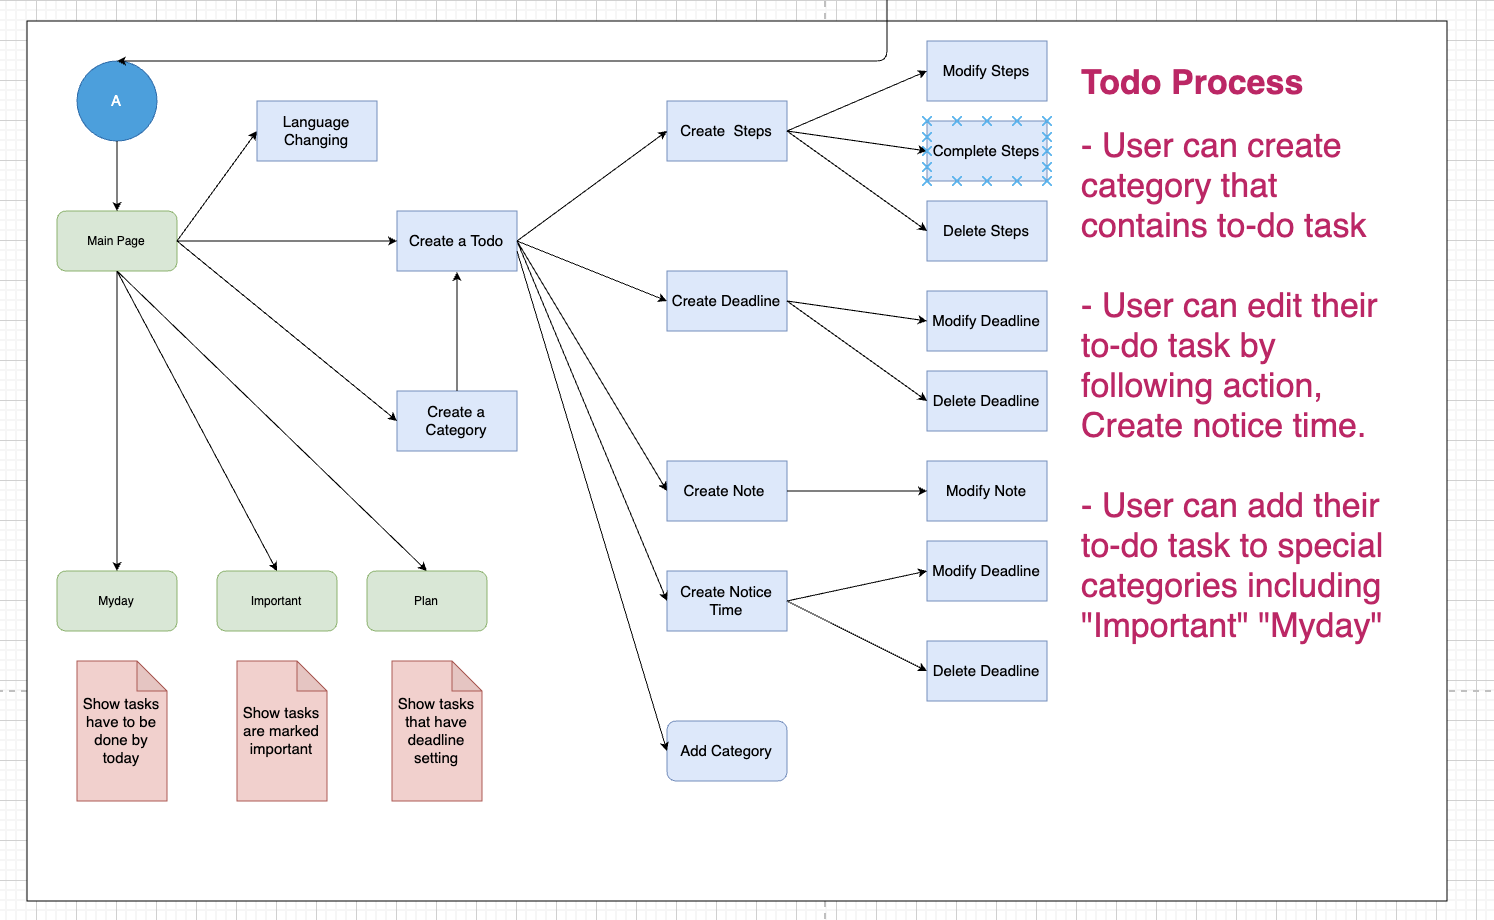 A
Language
Changing
Main Page
Create a Todo
Create a
Category
Myday
Important
Plan
Show tasks
have to be
done by
today
Show tasks
are marked
important
Show tasks
that have
deadline
setting
Create  Steps
Create Deadline
Create Note
Create Notice
Time
Add Category
Modify Steps
Complete Steps
Delete Steps
Modify Deadline
Delete Deadline
Modify Note
Modify Deadline
Delete Deadline
Todo Process
- User can create
category that
contains to-do task
- User can edit their
to-do task by
following action,
Create notice time.
- User can add their
to-do task to special
categories including
"Important" "Myday"